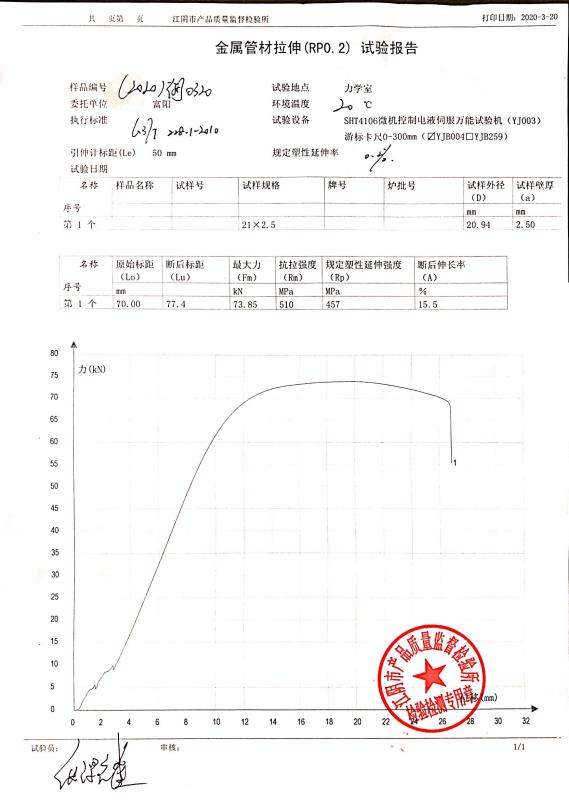 共 页第 页 江阴市产品质量监督检验所 打印日期: 2020-3-20
金属管材拉伸(RP0.2) 试验报告
样品编号 试验地点 力学室
委托单位 富阳 环境温度 20 ℃
执行标准 GB/T 228.1-2010 试验设备 SHT4106微机控制电液伺服万能试验机 (YJ003)
游标卡尺0-300mm (☑YJB004□YJB259)
引伸计标距(Le) 50 mm 规定塑性延伸率 0.2%.
试验日期
名称 样品名称 试样号 试样规格 牌号 炉批号 试样外径 试样壁厚
(D) (a)
序号 mm mm
第 1 个 21×2.5 20.94 2.50
名称 原始标距 断后标距 最大力 抗拉强度 规定塑性延伸强度 断后伸长率
(Lo) (Lu) (Fm) (Rm) (Rp) (A)
序号 mm kN MPa MPa %
第 1 个 70.00 77.4 73.85 510 457 15.5
力(kN)
80
70
65
60
55
50
45
40
35
30
25
20
15
10
5
0
1
0 2 4 6 8 10 12 14 16 18 20 22 24 26 28 30 32
(mm)
江阴市产品质量监督检验所
检验检测专用章
试验员: 审核: 1/1